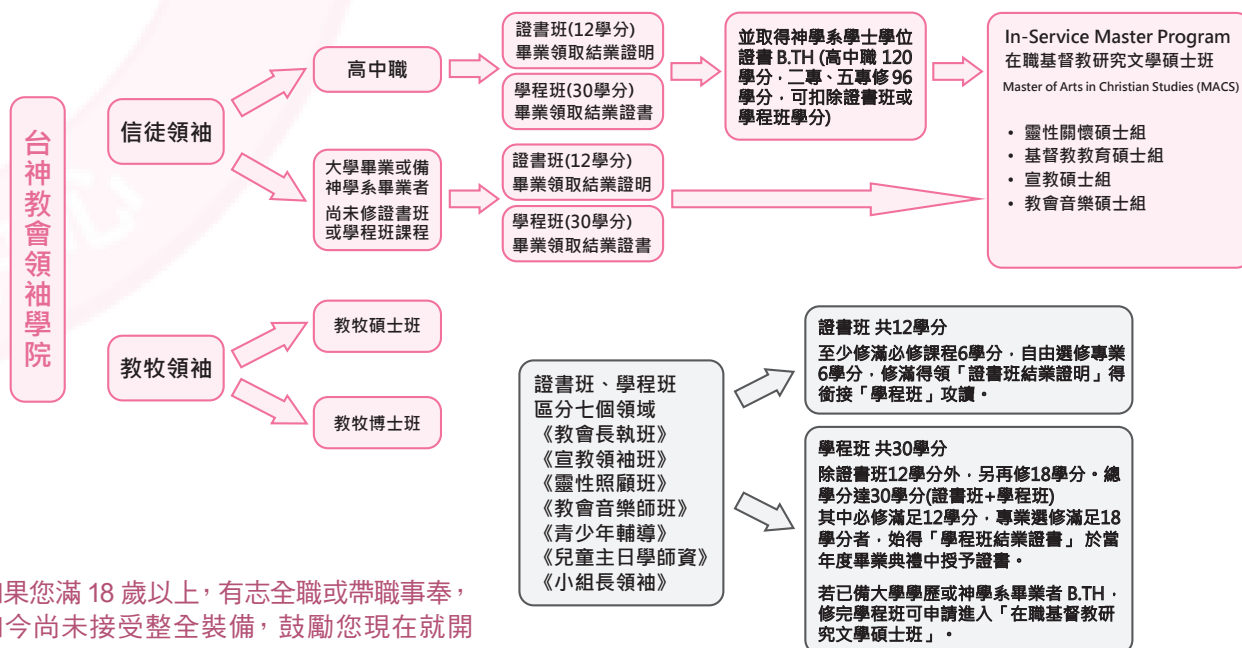 台神教會領袖學院
信徒領袖
高中職
證書班(12學分)
畢業領取結業證明
學程班(30學分)
畢業領取結業證書
並取得神學系學士學位
證書 B.TH (高中職 120
學分，二專、五專修 96
學分，可扣除證書班或
學程班學分)
In-Service Master Program
在職基督教研究文學碩士班
Master of Arts in Christian Studies (MACS)
• 靈性關懷碩士組
• 基督教教育碩士組
• 宣教碩士組
• 教會音樂碩士組
大學畢業或備
神學系畢業者
尚未修證書班
或學程班課程
證書班(12學分)
畢業領取結業證明
學程班(30學分)
畢業領取結業證書
教牧領袖
教牧碩士班
教牧博士班
證書班、學程班
區分七個領域
《教會長執班》
《宣教領袖班》
《靈性照顧班》
《教會音樂師班》
《青少年輔導》
《兒童主日學師資》
《小組長領袖》
證書班 共12學分
至少修滿必修課程6學分，自由選修專業
6學分，修滿得領「證書班結業證明」得
銜接「學程班」攻讀。
學程班 共30學分
除證書班12學分外，另再修18學分。總
學分達30學分(證書班+學程班)
其中必修滿足12學分，專業選修滿足18
學分者，始得「學程班結業證書」 於當
年度畢業典禮中授予證書。
若已備大學學歷或神學系畢業者 B.TH，
修完學程班可申請進入「在職基督教研
究文學碩士班」。
果您滿 18 歲以上，有志全職或帶職事奉，
今尚未接受整全裝備，鼓勵您現在就開